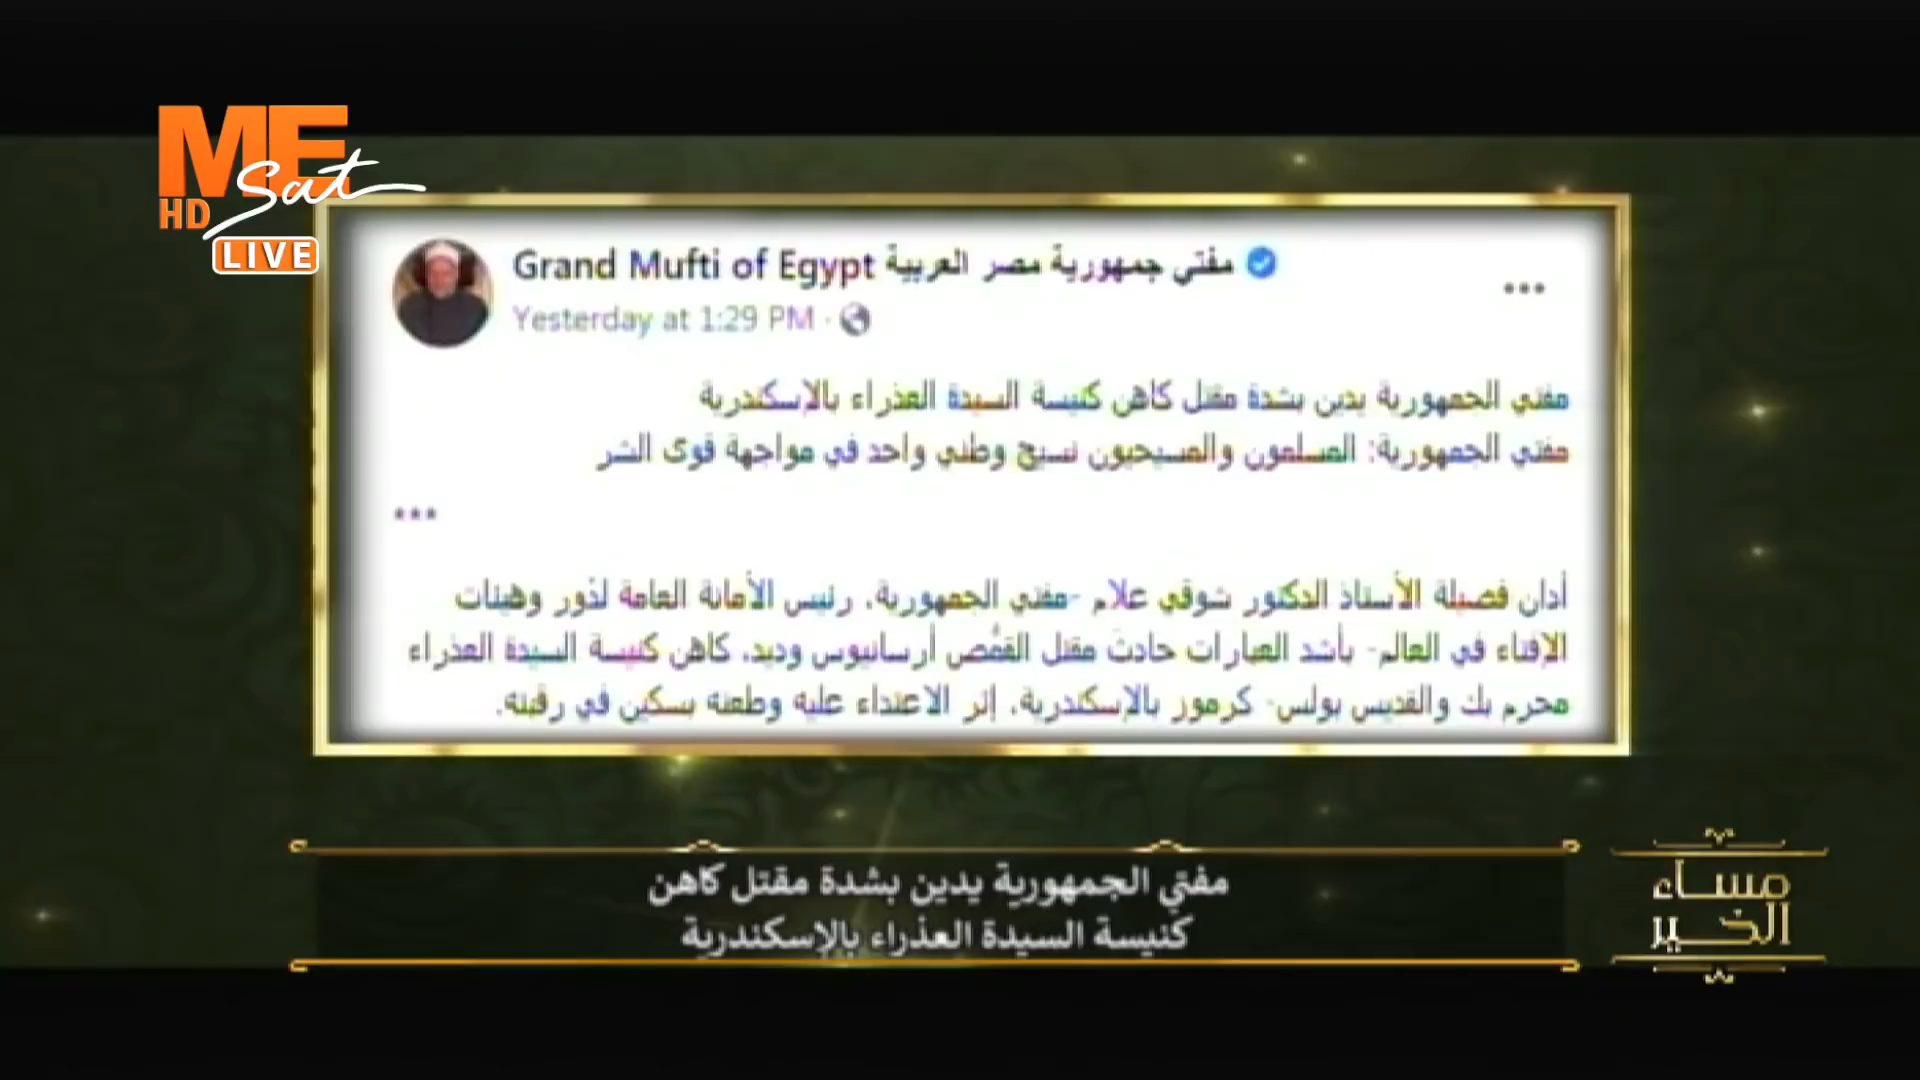 ME
Sat
HD
LIVE
Grand Mufti of Egypt مفتي جمهورية مصر العربية
Yesterday at 1:29 PM
مفتي الجمهورية يدين بشدة مقتل كاهن كنيسة السيدة العذراء بالإسكندرية
مفتي الجمهورية: المسلمون والمسيحيون نسيج وطني واحد في مواجهة قوى الشر
...
أدان فضيلة الأستاذ الدكتور شوقي علام -مفتي الجمهورية، رئيس الأمانة العامة لدُور وهيئات
الإفتاء في العالم- بأشد العبارات حادثَ مقتل القُمُّص أرسانيوس وديد، كاهن كنيسة السيدة العذراء
محرم بك والقديس بولس- كرموز بالإسكندرية، إثر الاعتداء عليه وطعنه بسكين في رقبته.
مفتي الجمهورية يدين بشدة مقتل كاهن
كنيسة السيدة العذراء بالإسكندرية
مساء
الخير